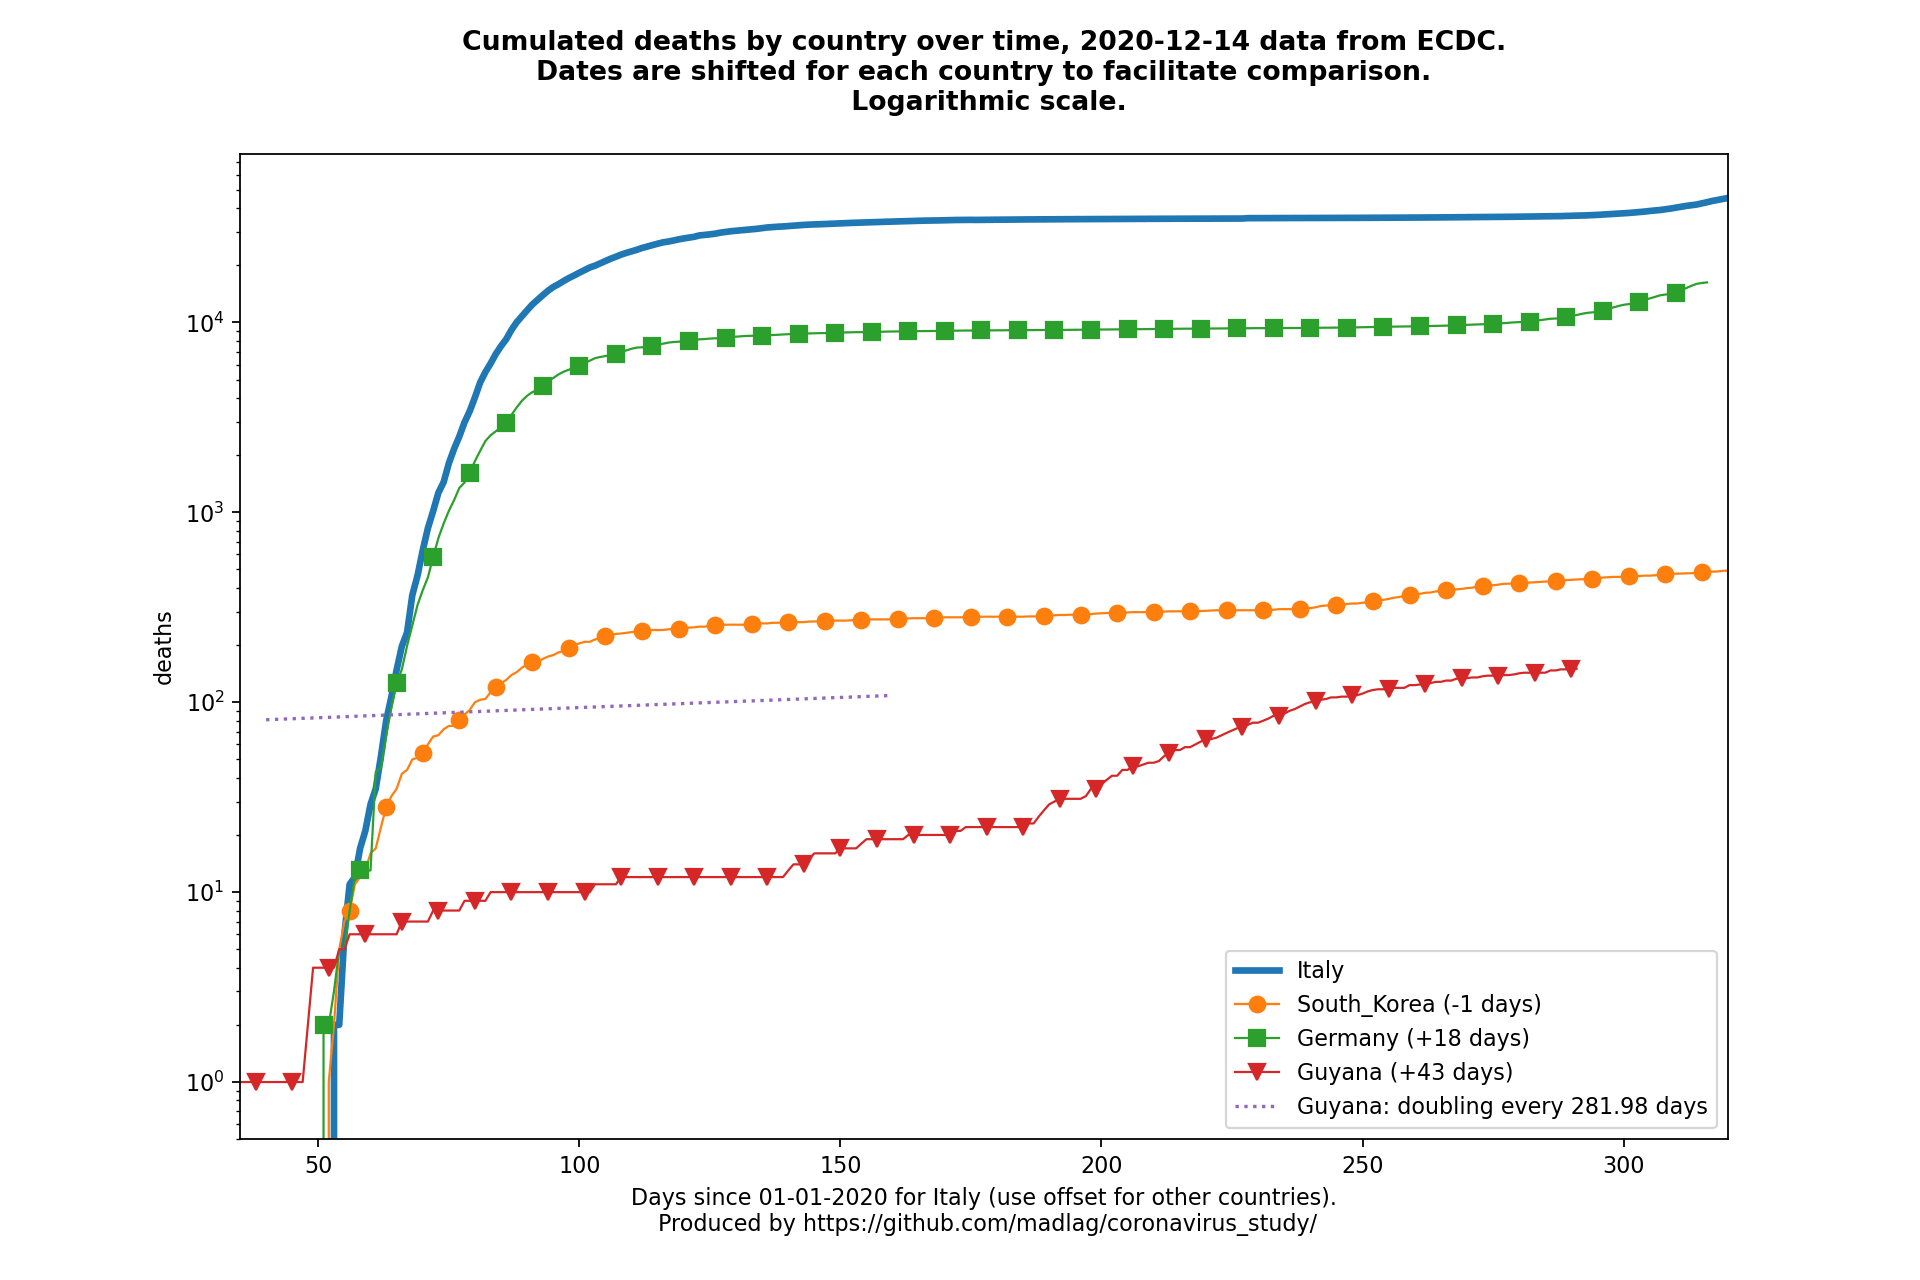 Cumulated deaths by country over time, 2020-12-14 data from ECDC.
Dates are shifted for each country to facilitate comparison.
Logarithmic scale.
deaths
10^4
10^3
10^2
10^1
10^0
Italy
South_Korea (-1 days)
Germany (+18 days)
Guyana (+43 days)
Guyana: doubling every 281.98 days
50 100 150 200 250 300
Days since 01-01-2020 for Italy (use offset for other countries).
Produced by https://github.com/madlag/coronavirus_study/